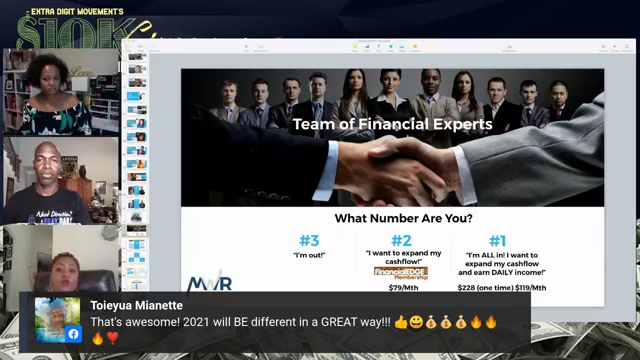 EXTRA DIGIT MOVEMENT'S
$10K
Team of Financial Experts
What Number Are You?
#3
"I'm out!"
#2
"I want to expand my
cashflow!"
FinancialEDGE
Membership
$79/Mth
#1
"I'm ALL in! I want to
expand my cashflow
and earn DAILY income!"
$228 (one time) $119/Mth
MWR
Toieyua Mianette
That's awesome! 2021 will BE different in a GREAT way!!! 👍😀💰💰💰🔥🔥
🔥❣️